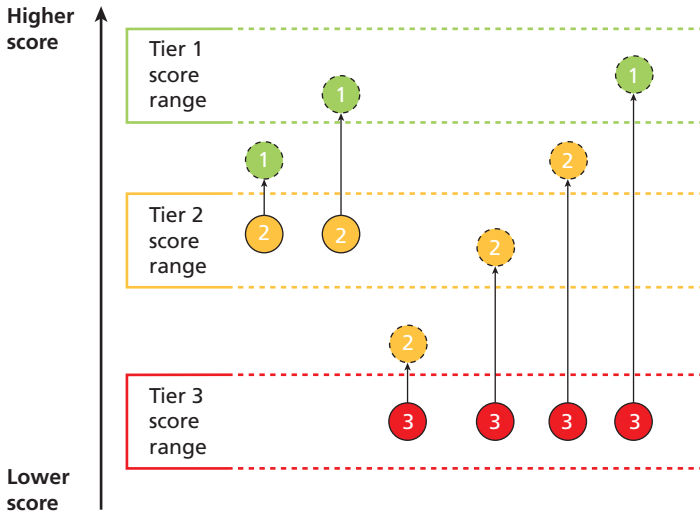 Higher
score
Tier 1
score
range
1
1
1
2
Tier 2
score
range
2
2
2
2
Tier 3
score
range
3
3
3
3
Lower
score